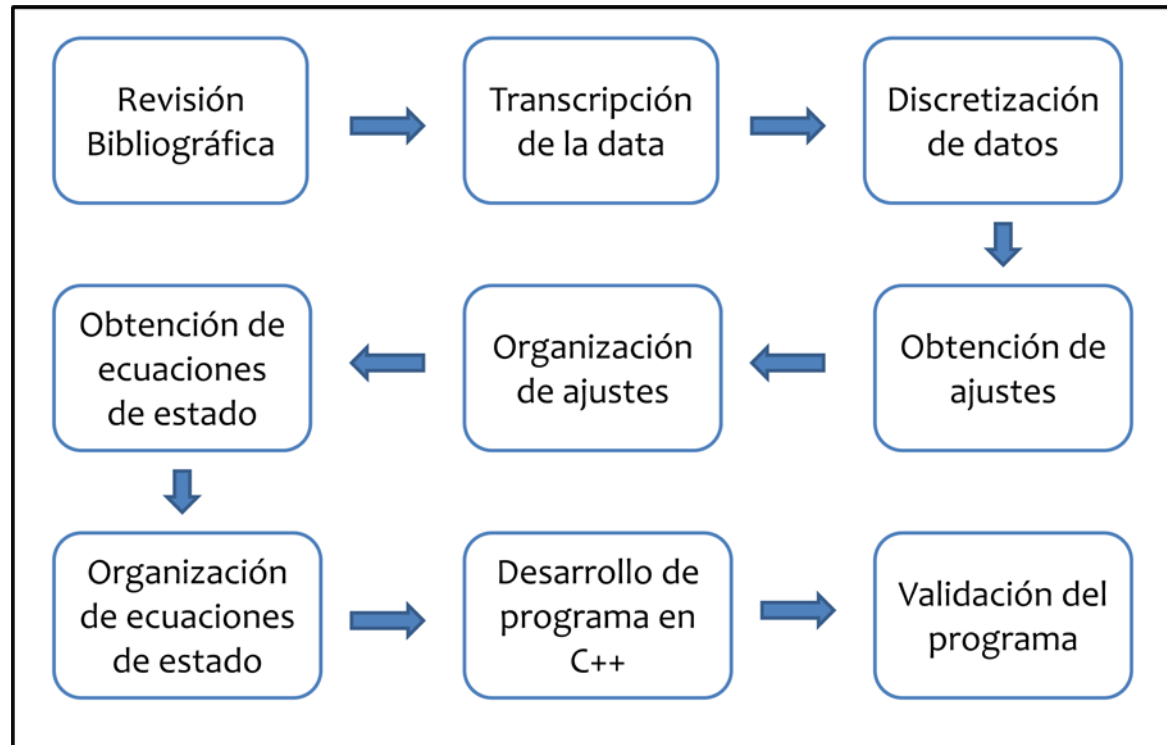 Revisión
Bibliográfica
Transcripción
de la data
Discretización
de datos
Obtención de
ajustes
Organización
de ajustes
Obtención de
ecuaciones
de estado
Organización
de ecuaciones
de estado
Desarrollo de
programa en
C++
Validación del
programa